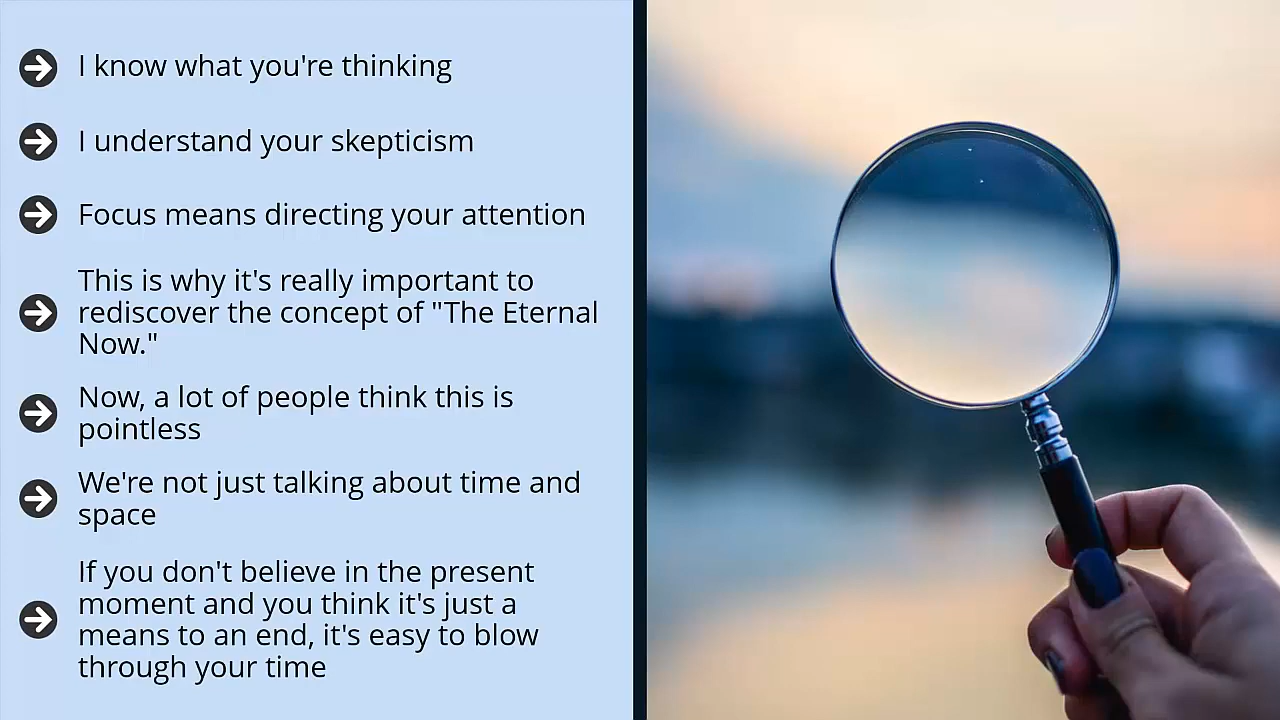 I know what you're thinking
I understand your skepticism
Focus means directing your attention
This is why it's really important to
rediscover the concept of "The Eternal
Now."
Now, a lot of people think this is
pointless
We're not just talking about time and
space
If you don't believe in the present
moment and you think it's just a
means to an end, it's easy to blow
through your time